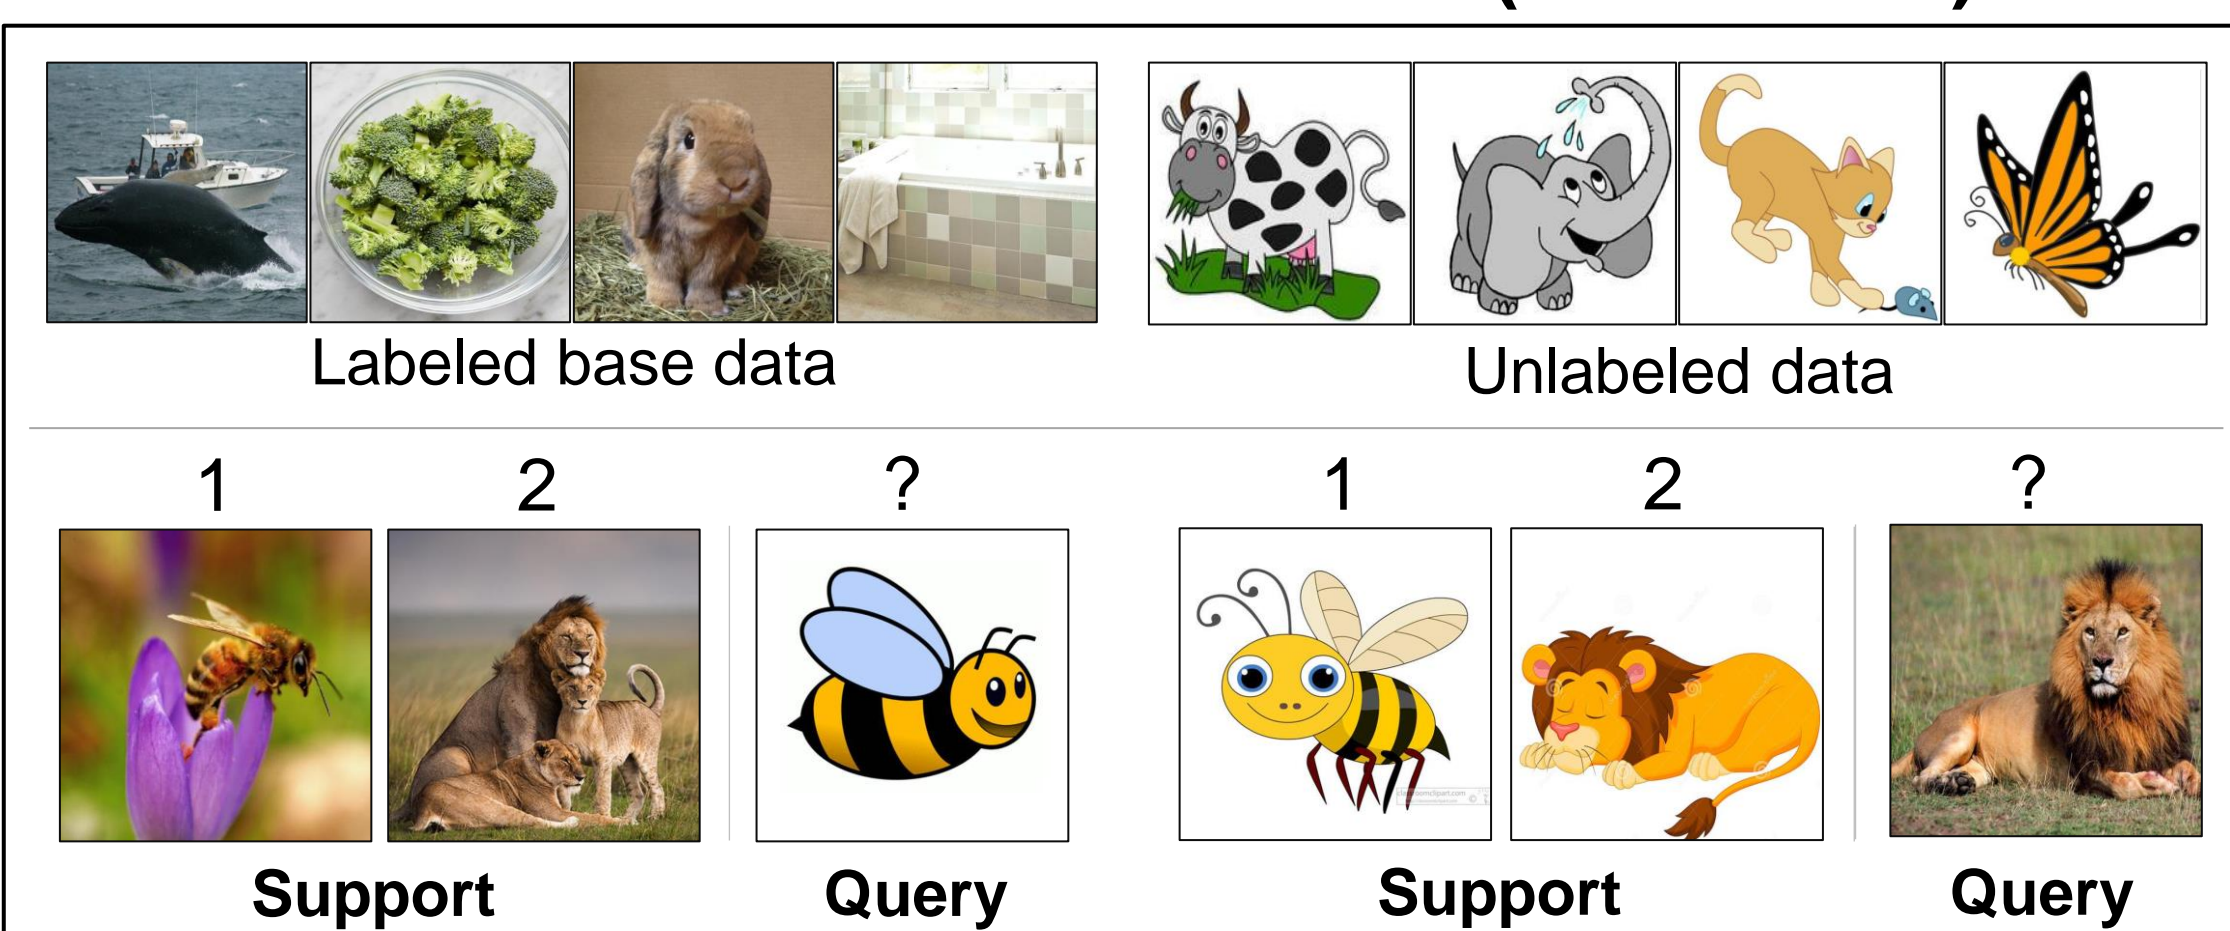 Labeled base data
Unlabeled data
1 2 ?
1 2 ?
Support Query
Support Query